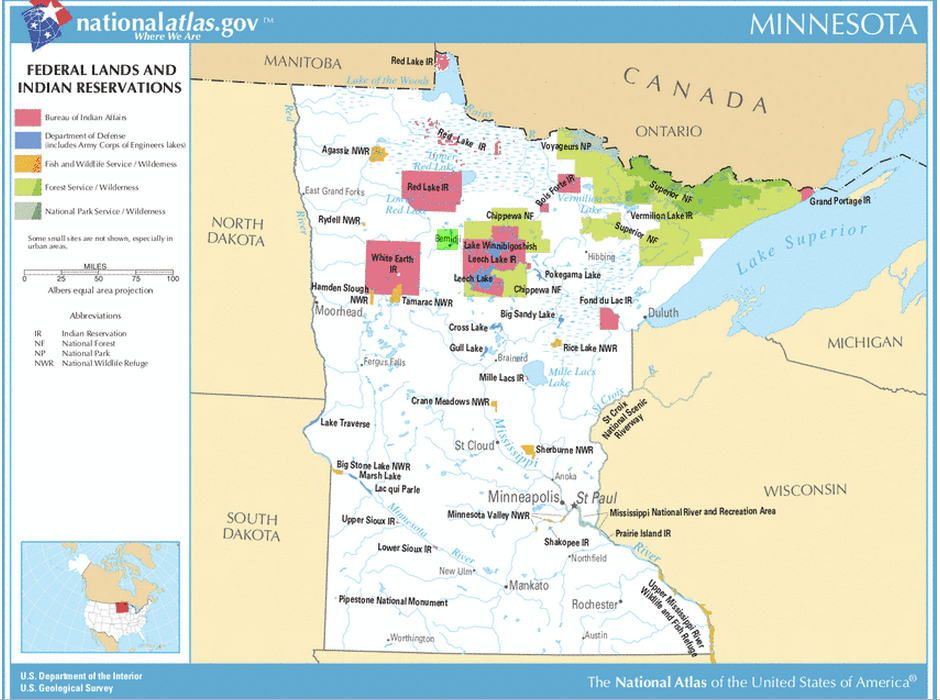 nationalatlas.gov™
Where We Are
MINNESOTA
FEDERAL LANDS AND
INDIAN RESERVATIONS
Bureau of Indian Affairs
Department of Defense
(includes Army Corps of Engineers lakes)
Fish and Wildlife Service / Wilderness
Forest Service / Wilderness
National Park Service / Wilderness
Some small sites are not shown, especially in
urban areas.
MILES
0 25 50 75 100
Albers equal area projection
Abbreviations
IR Indian Reservation
NF National Forest
NP National Park
NWR National Wildlife Refuge
MANITOBA
Red Lake IR
Lake of the Woods
CANADA
ONTARIO
Red
Rainy
R
Red Lake IR
Voyageurs NP
Agassiz NWR
Upper
Red Lake
Red Lake IR
Lower
Red Lake
East Grand Forks
River
Bois Forte IR
Vermilion
Lake
Superior NF
Vermilion Lake IR
Grand Portage IR
NORTH
DAKOTA
Rydell NWR
Chippewa NF
Superior NF
Lake Superior
Bemidji
Lake Winnibigoshish
White Earth
IR
Leech Lake IR
Hibbing
Leech Lake
Pokegama Lake
Hamden Slough
NWR
Tamarac NWR
Chippewa NF
Fond du Lac IR
Moorhead
Big Sandy Lake
Duluth
Cross Lake
Gull Lake
Brainerd
Rice Lake NWR
MICHIGAN
Fergus Falls
Mille Lacs IR
Mille Lacs
Lake
St Croix
R
Crane Meadows NWR
St Croix
National Scenic
Riverway
Lake Traverse
Mississippi
St Cloud
Sherburne NWR
Big Stone Lake NWR
Marsh Lake
Lac qui Parle
Anoka
WISCONSIN
Minneapolis
St Paul
Minnesota
River
Minnesota Valley NWR
Mississippi National River and Recreation Area
SOUTH
DAKOTA
Upper Sioux IR
Prairie Island IR
Shakopee IR
River
Lower Sioux IR
Northfield
New Ulm
Mankato
Pipestone National Monument
Rochester
Upper Mississippi River
Wildlife and Fish Refuge
Worthington
Austin
U.S. Department of the Interior
U.S. Geological Survey
The National Atlas of the United States of America®